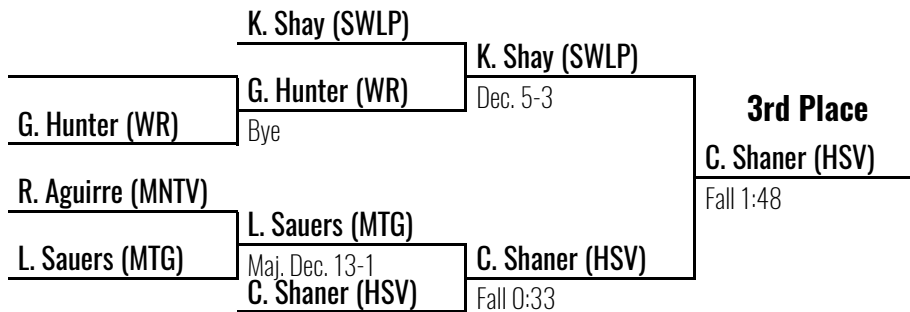 K. Shay (SWLP)
K. Shay (SWLP)
G. Hunter (WR)
Dec. 5-3
3rd Place
G. Hunter (WR)
Bye
C. Shaner (HSV)
R. Aguirre (MNTV)
Fall 1:48
L. Sauers (MTG)
L. Sauers (MTG)
C. Shaner (HSV)
Maj. Dec. 13-1
C. Shaner (HSV)
Fall 0:33